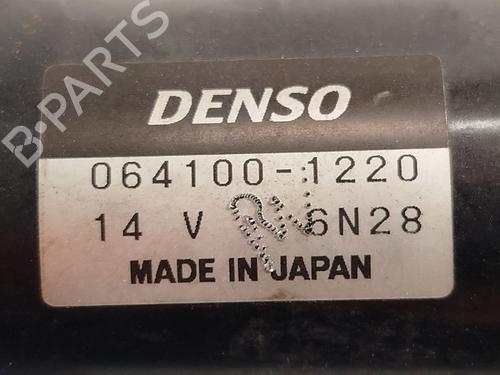 B-PARTS
DENSO
064100-1220
14 V 6N28
MADE IN JAPAN